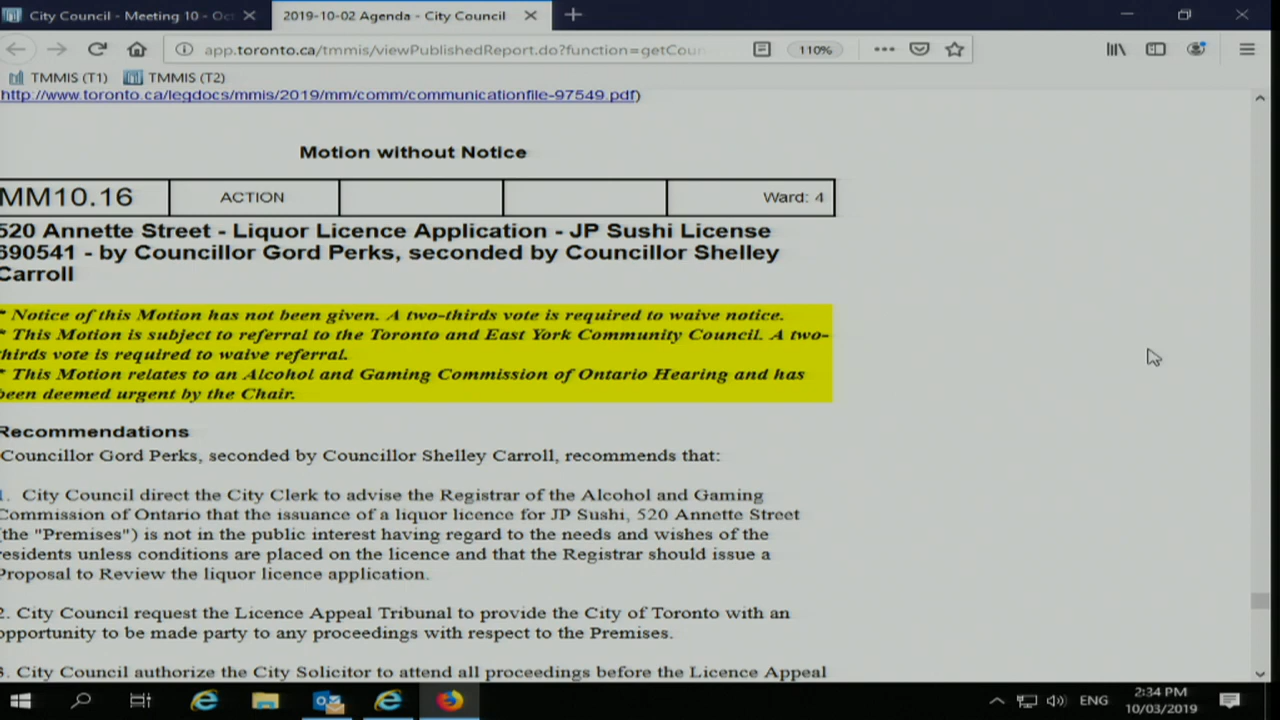 City Council - Meeting 10 - Oc
2019-10-02 Agenda - City Council
app.toronto.ca/tmmis/viewPublishedReport.do?function=getCour
110%
TMMIS (T1)
TMMIS (T2)
http://www.toronto.ca/legdocs/mmis/2019/mm/comm/communicationfile-97549.pdf)
Motion without Notice
MM10.16
ACTION
Ward: 4
520 Annette Street - Liquor Licence Application - JP Sushi License
690541 - by Councillor Gord Perks, seconded by Councillor Shelley
Carroll
* Notice of this Motion has not been given. A two-thirds vote is required to waive notice.
* This Motion is subject to referral to the Toronto and East York Community Council. A two-
thirds vote is required to waive referral.
* This Motion relates to an Alcohol and Gaming Commission of Ontario Hearing and has
been deemed urgent by the Chair.
Recommendations
Councillor Gord Perks, seconded by Councillor Shelley Carroll, recommends that:
1. City Council direct the City Clerk to advise the Registrar of the Alcohol and Gaming
Commission of Ontario that the issuance of a liquor licence for JP Sushi, 520 Annette Street
(the "Premises") is not in the public interest having regard to the needs and wishes of the
residents unless conditions are placed on the licence and that the Registrar should issue a
Proposal to Review the liquor licence application.
2. City Council request the Licence Appeal Tribunal to provide the City of Toronto with an
opportunity to be made party to any proceedings with respect to the Premises.
3. City Council authorize the City Solicitor to attend all proceedings before the Licence Appeal
ENG
2:34 PM
10/03/2019